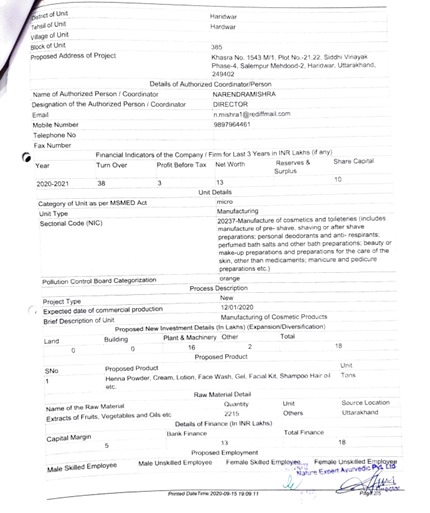 District of Unit Haridwar
Tehsil of Unit Hardwar
Village of Unit
Block of Unit 385
Proposed Address of Project Khasra No. 1543 M/1, Plot No.-21,22, Siddhi Vinayak
Phase-4, Salempur Mehdood-2, Haridwar, Uttarakhand,
249402
Details of Authorized Coordinator/Person
Name of Authorized Person / Coordinator NARENDRAMISHRA
Designation of the Authorized Person / Coordinator DIRECTOR
Email n.mishra1@rediffmail.com
Mobile Number 9897964461
Telephone No
Fax Number
Financial Indicators of the Company / Firm for Last 3 Years in INR Lakhs (if any)
Year Turn Over Profit Before Tax Net Worth Reserves & Share Capital
Surplus
2020-2021 38 3 13 10
Unit Details
Category of Unit as per MSMED Act micro
Unit Type Manufacturing
Sectorial Code (NIC) 20237-Manufacture of cosmetics and toileteries (includes
manufacture of pre- shave, shaving or after shave
preparations; personal deodorants and anti- respirants;
perfumed bath salts and other bath preparations; beauty or
make-up preparations and preparations for the care of the
skin, other than medicaments; manicure and pedicure
preparations etc.)
Pollution Control Board Categorization orange
Process Description
Project Type New
Expected date of commercial production 12/01/2020
Brief Description of Unit Manufacturing of Cosmetic Products
Proposed New Investment Details (In Lakhs) (Expansion/Diversification)
Land Building Plant & Machinery Other Total
0 0 16 2 18
Proposed Product
SNo Proposed Product Unit
1 Henna Powder, Cream, Lotion, Face Wash, Gel, Facial Kit, Shampoo Hair oil Tons
etc.
Raw Material Detail
Name of the Raw Material Quantity Unit Source Location
Extracts of Fruits, Vegetables and Oils etc 2215 Others Uttarakhand
Details of Finance (In INR Lakhs)
Capital Margin Bank Finance Total Finance
5 13 18
Proposed Employment
Male Skilled Employee Male Unskilled Employee Female Skilled Employee Female Unskilled Employee
Nature Expert Ayurvedic Pvt. Ltd
Director
Printed DateTime: 2020-09-15 19:09:11